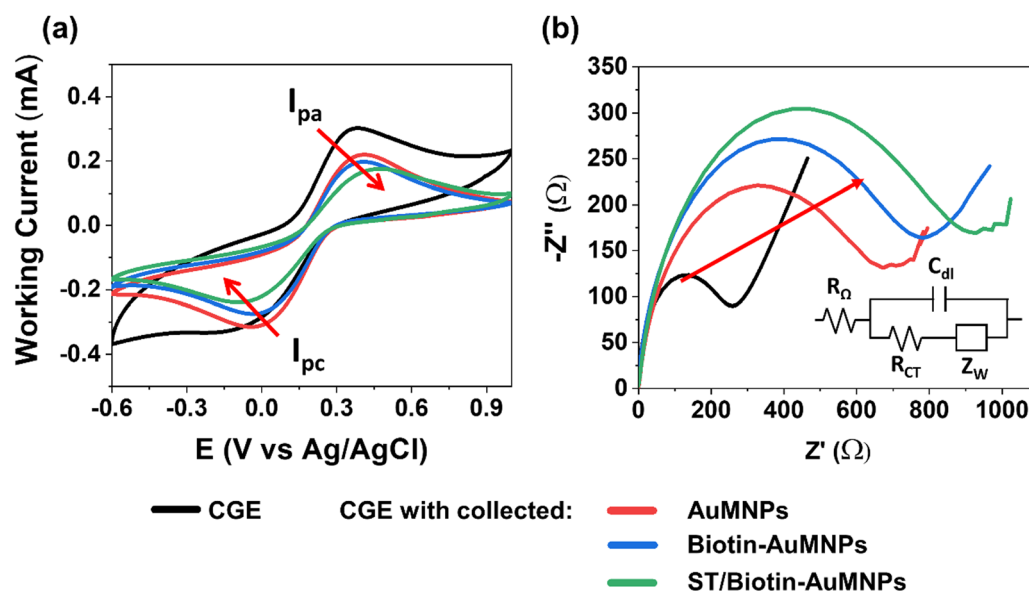 (a)
(b)
Working Current (mA)
0.4
0.2
0.0
-0.2
-0.4
-0.6
-0.3
0.0
0.3
0.6
0.9
E (V vs Ag/AgCl)
Ipa
Ipc
-Z" (Ω)
350
300
250
200
150
100
50
0
0
200
400
600
800
1000
Z' (Ω)
RΩ
Cdl
RCT
ZW
CGE
CGE with collected:
AuMNPs
Biotin-AuMNPs
ST/Biotin-AuMNPs